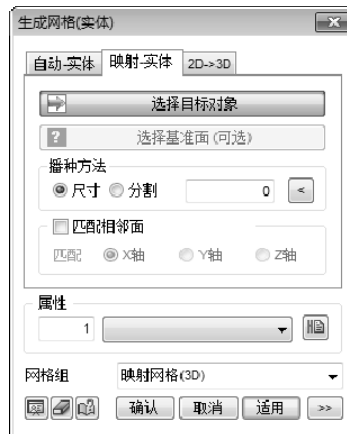 生成网格(实体)
自动-实体 映射-实体 2D->3D
选择目标对象
选择基准面(可选)
播种方法
尺寸 分割 0 <
匹配相邻面
匹配 X轴 Y轴 Z轴
属性
1
网格组 映射网格(3D)
确认 取消 适用 >>